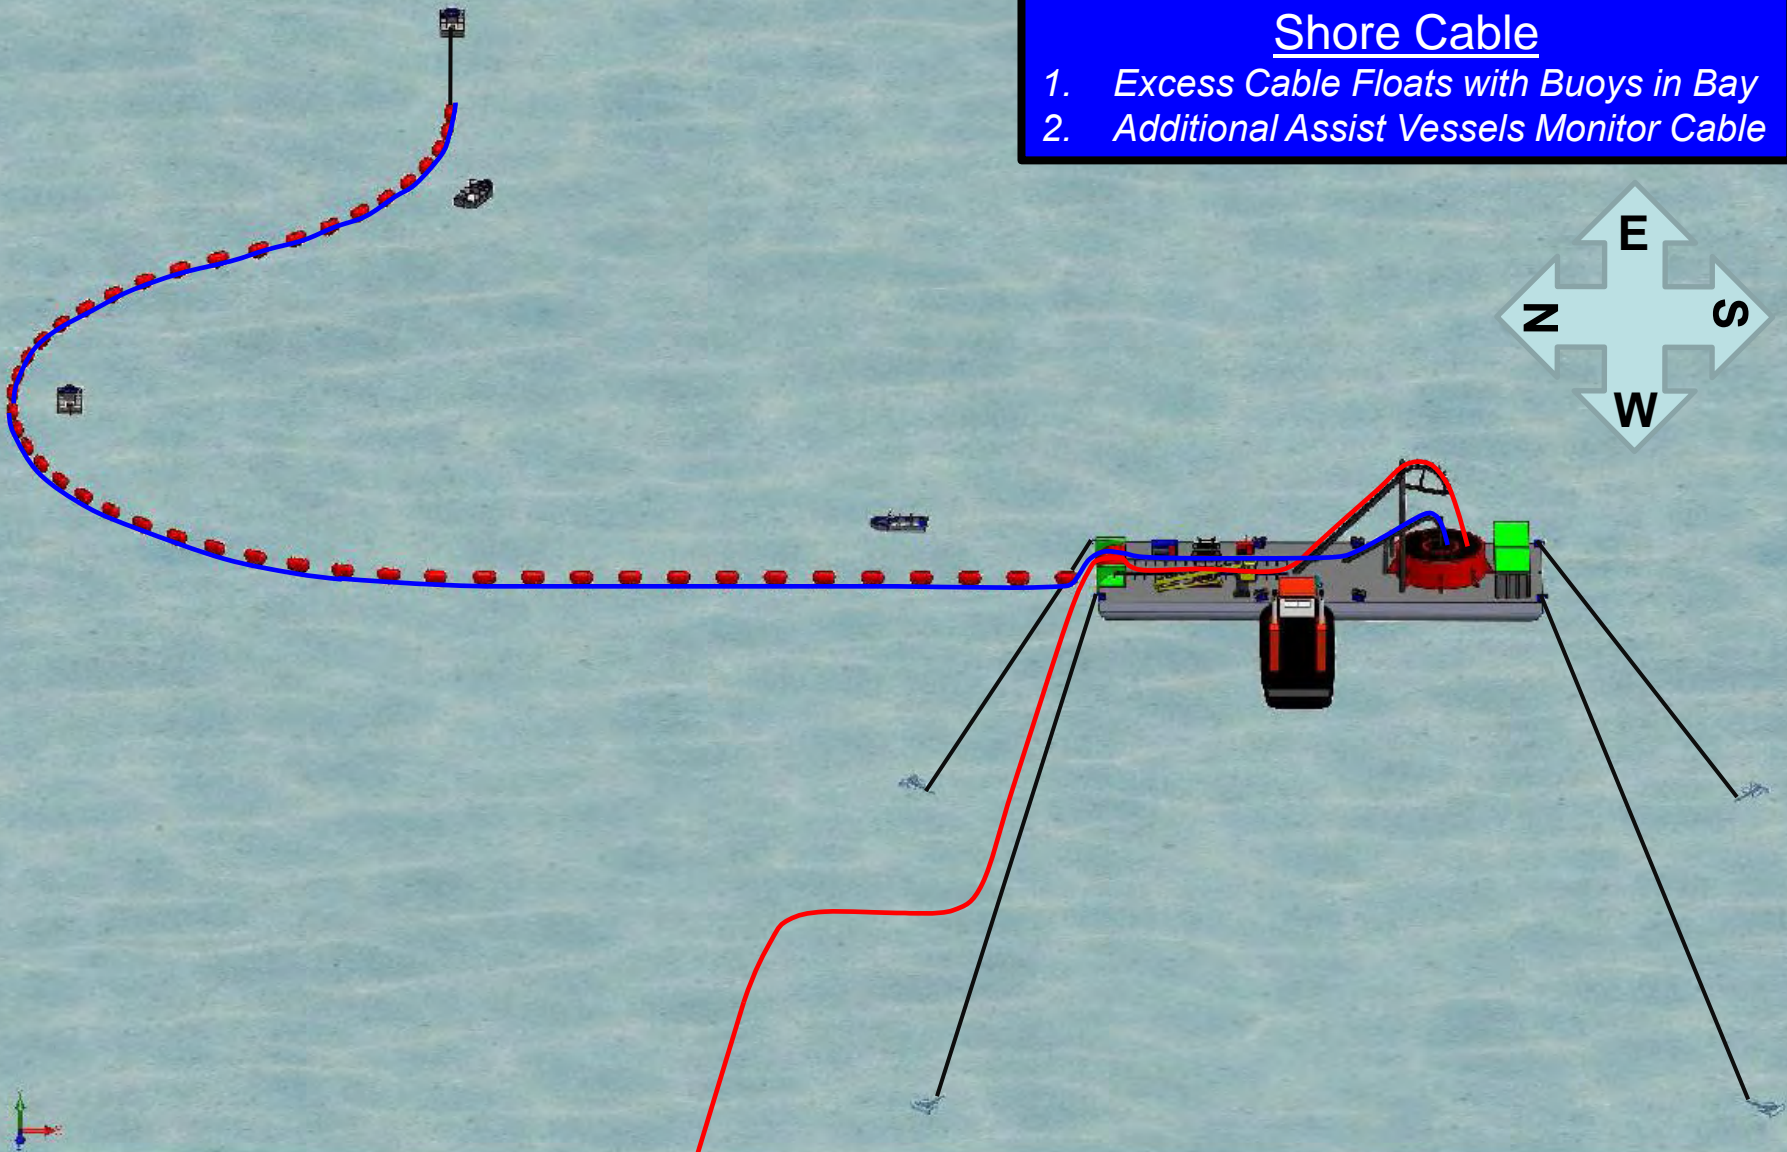 Shore Cable
1. Excess Cable Floats with Buoys in Bay
2. Additional Assist Vessels Monitor Cable
E
N
S
W